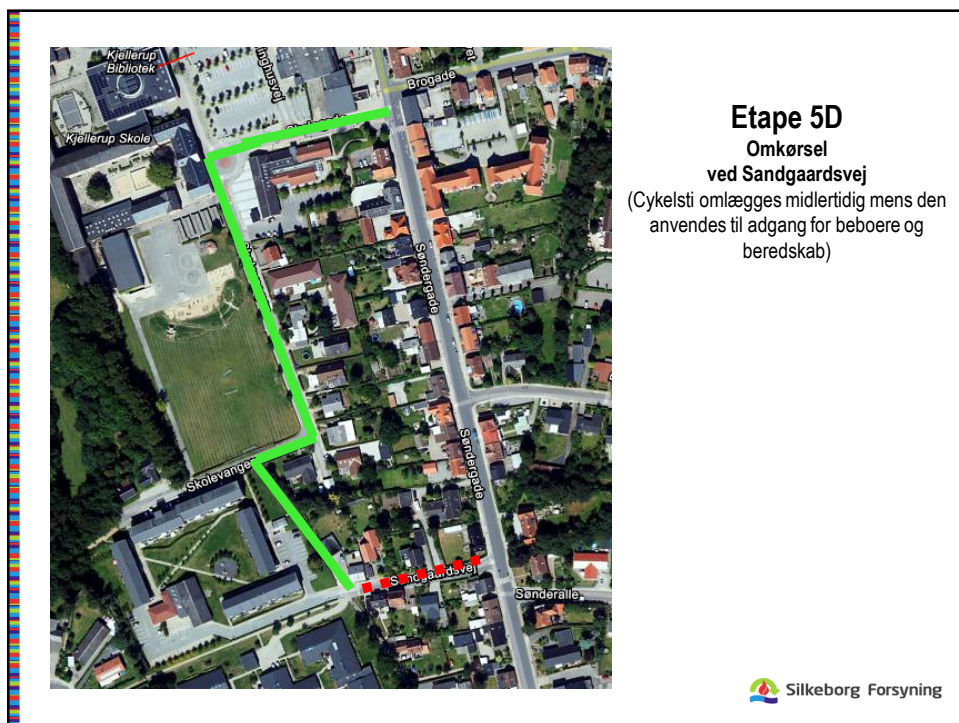 Etape 5D
Omkørsel
ved Sandgaardsvej
(Cykelsti omlægges midlertidig mens den
anvendes til adgang for beboere og
beredskab)
Kjellerup
Bibliotek
Kjellerup Skole
Brogade
Søndergade
Søndergade
Skolevangen
Sandgaardsvej
Sønderalle
Silkeborg Forsyning